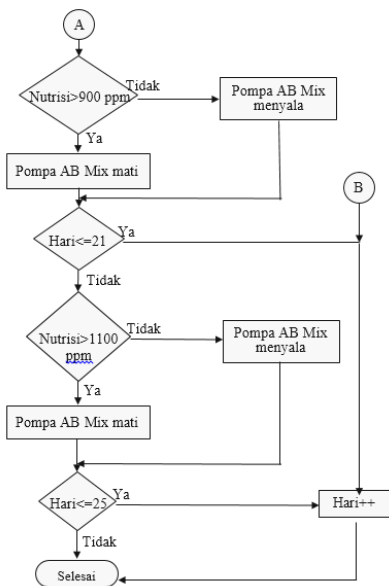 A
Nutrisi>900 ppm
Tidak
Pompa AB Mix
menyala
Ya
Pompa AB Mix mati
B
Hari<=21
Ya
Tidak
Nutrisi>1100
ppm
Tidak
Pompa AB Mix
menyala
Ya
Pompa AB Mix mati
Hari<=25
Ya
Hari++
Tidak
Selesai